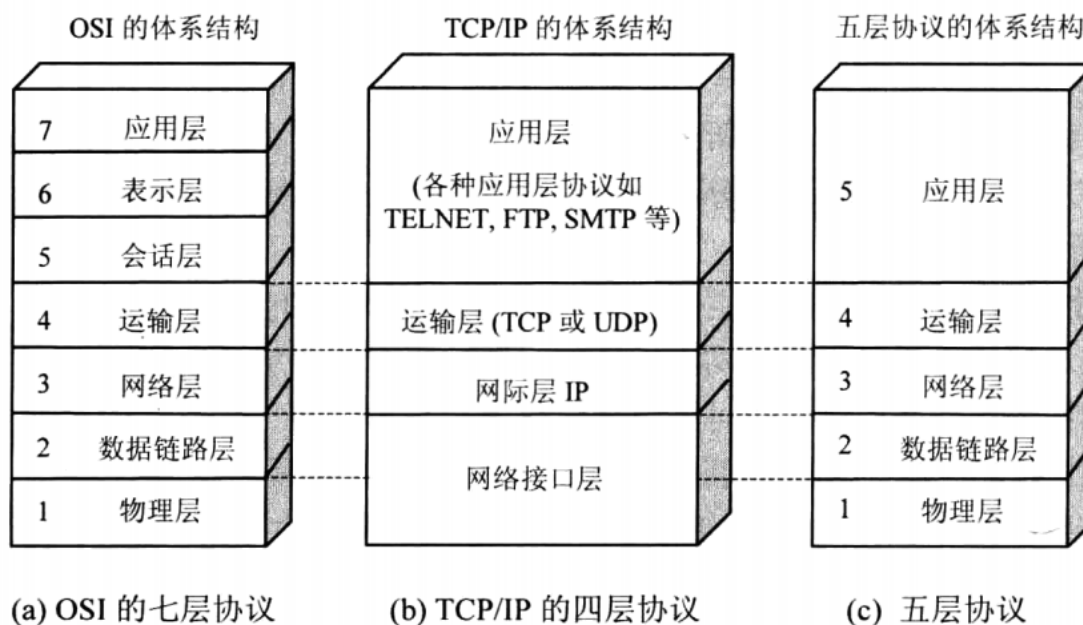 OSI 的体系结构
7 应用层
6 表示层
5 会话层
4 运输层
3 网络层
2 数据链路层
1 物理层
(a) OSI 的七层协议
TCP/IP 的体系结构
应用层
(各种应用层协议如
TELNET, FTP, SMTP 等)
运输层 (TCP 或 UDP)
网际层 IP
网络接口层
(b) TCP/IP 的四层协议
五层协议的体系结构
5 应用层
4 运输层
3 网络层
2 数据链路层
1 物理层
(c) 五层协议